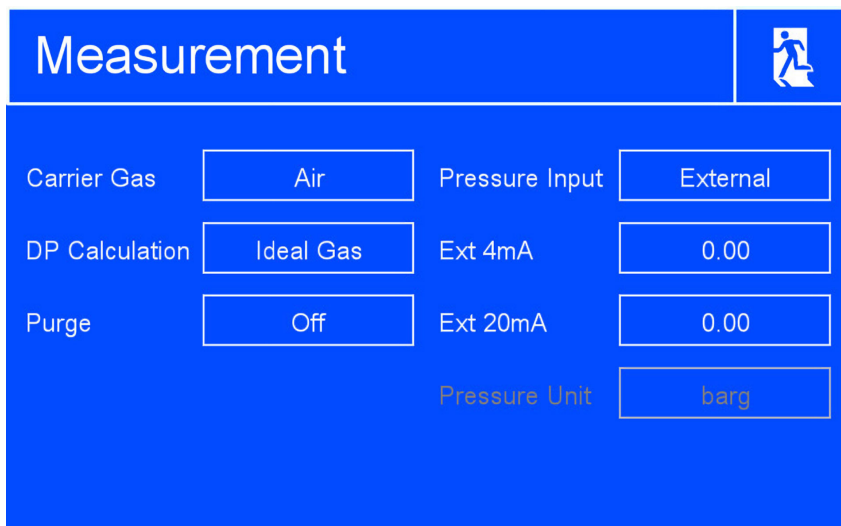 Measurement
Carrier Gas Air Pressure Input External
DP Calculation Ideal Gas Ext 4mA 0.00
Purge Off Ext 20mA 0.00
Pressure Unit barg